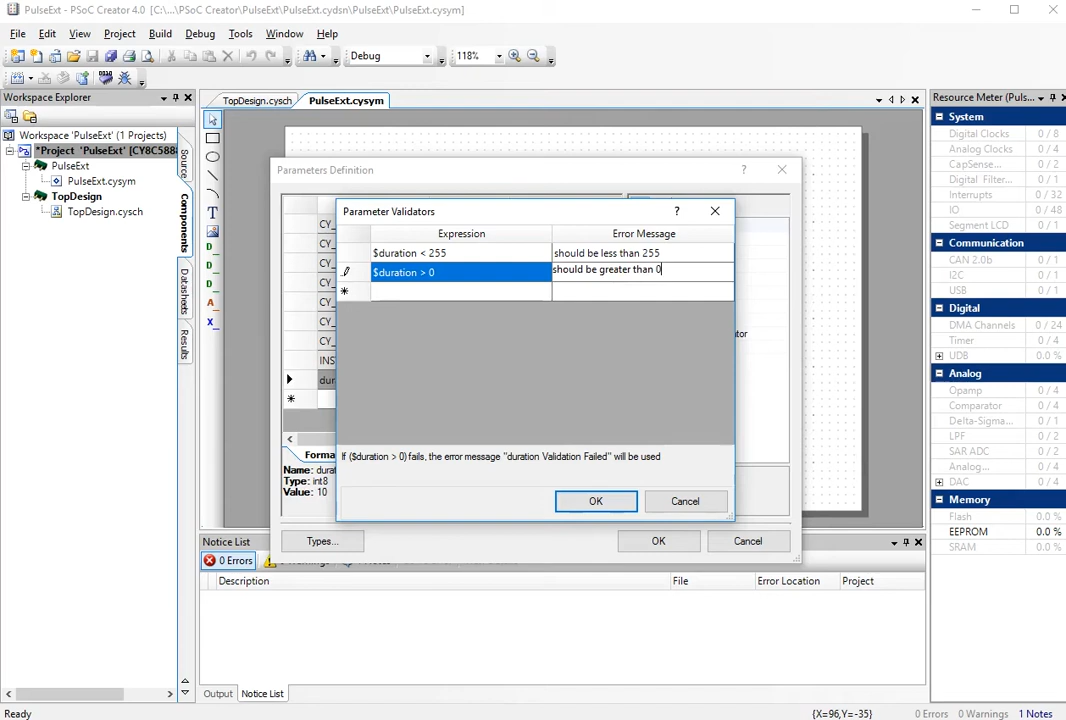 PulseExt - PSoC Creator 4.0 [C:\...\PulseExt\PulseExt.cydsn\PulseExt\PulseExt.cysym]
File Edit View Project Build Debug Tools Window Help
Debug 118%
Workspace Explorer
Workspace 'PulseExt' (1 Projects)
*Project 'PulseExt' [CY8C588
PulseExt
PulseExt.cysym
TopDesign
TopDesign.cysch
Source
Components
Datasheets
Results
TopDesign.cysch PulseExt.cysym
Parameters Definition
CY_
CY_
CY_
CY_
CY_
CY_
CY_
INS
dur
ator
Forma
Name: durat
Type: int8
Value: 10
Types... OK Cancel
Parameter Validators
Expression Error Message
$duration < 255 should be less than 255
$duration > 0 should be greater than 0
If ($duration > 0) fails, the error message "duration Validation Failed" will be used
OK Cancel
Resource Meter (Puls...
System
Digital Clocks 0 / 8
Analog Clocks 0 / 4
CapSense... 0 / 2
Digital Filter... 0 / 1
Interrupts 0 / 32
IO 0 / 48
Segment LCD 0 / 1
Communication
CAN 2.0b 0 / 1
I2C 0 / 1
USB 0 / 1
Digital
DMA Channels 0 / 24
Timer 0 / 4
UDB 0.0 %
Analog
Opamp 0 / 4
Comparator 0 / 4
Delta-Sigma... 0 / 1
LPF 0 / 2
SAR ADC 0 / 2
Analog... 0 / 4
DAC 0 / 4
Memory
Flash 0.0 %
EEPROM 0.0 %
SRAM 0.0 %
Notice List
0 Errors
Description File Error Location Project
Output Notice List
Ready {X=96,Y=-35} 0 Errors 0 Warnings 1 Notes